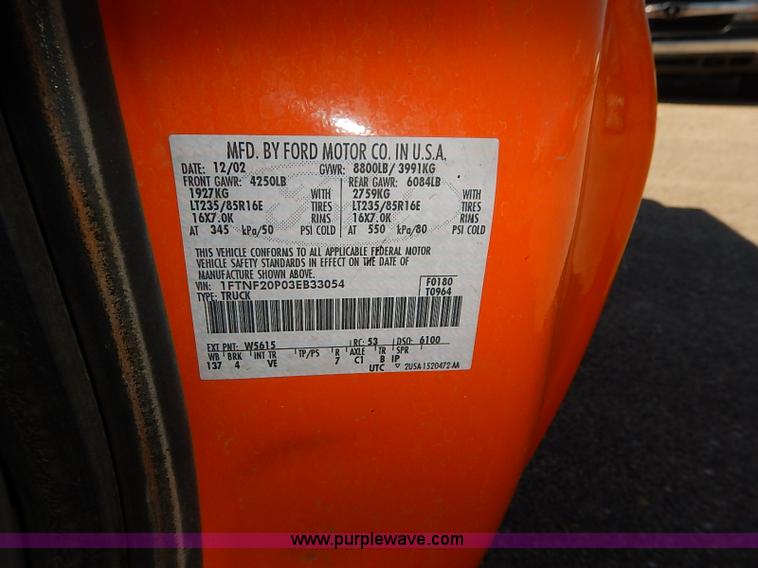 MFD. BY FORD MOTOR CO. IN U.S.A.
DATE: 12/02 GVWR: 8800LB/ 3991KG
FRONT GAWR: 4250LB REAR GAWR: 6084LB
1927KG WITH 2759KG WITH
LT235/85R16E TIRES LT235/85R16E TIRES
16X7.0K RIMS 16X7.0K RIMS
AT 345 kPa/50 PSI COLD AT 550 kPa/80 PSI COLD
THIS VEHICLE CONFORMS TO ALL APPLICABLE FEDERAL MOTOR
VEHICLE SAFETY STANDARDS IN EFFECT ON THE DATE OF
MANUFACTURE SHOWN ABOVE.
VIN: 1FTNF20P03EB33054 F0180
TYPE: TRUCK T0964
EXT PNT: W5615 RC: 53 DSO: 6100
WB BRK INT TR TP/PS R AXLE TR SPR
137 4 VE 7 C1 B IP
UTC ▽ 2USA-1520472-AA
www.purplewave.com